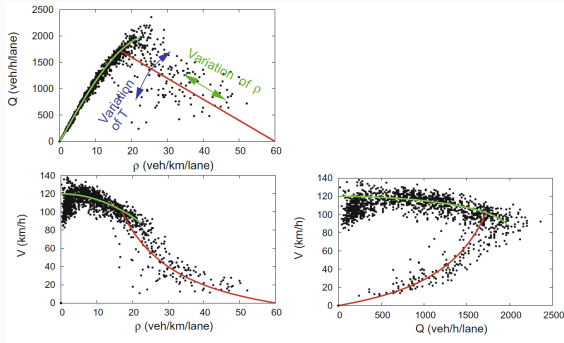 2500
2000
1500
1000
500
0
Q (veh/h/lane)
Variation of ρ
Variation
of T
0 10 20 30 40 50 60
ρ (veh/km/lane)
140
120
100
80
60
40
20
0
V (km/h)
0 10 20 30 40 50 60
ρ (veh/km/lane)
140
120
100
80
60
40
20
0
V (km/h)
0 500 1000 1500 2000 2500
Q (veh/h/lane)